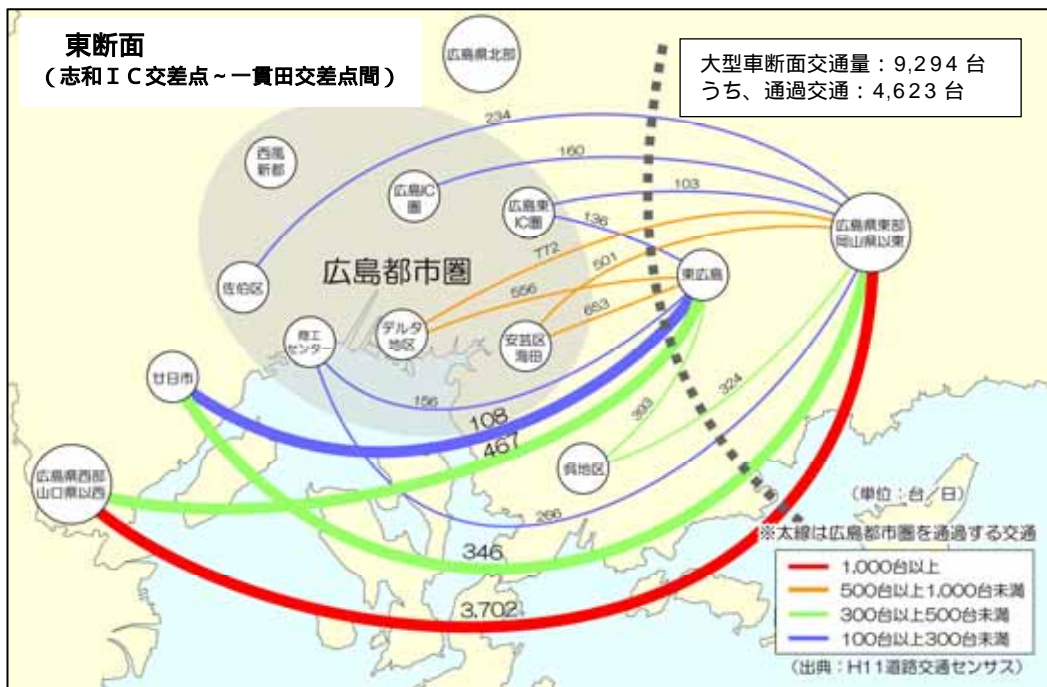 東断面
(志和IC交差点~一貫田交差点間)
広島県北部
大型車断面交通量:9,294台
うち、通過交通:4,623台
234
西風
新都
160
広島IC
圏
広島東
IC圏
103
136
広島県東部
岡山県以東
772
501
広島都市圏
東広島
佐伯区
556
653
商工
センター
デルタ
地区
安芸区
海田
廿日市
156
108
467
393
324
呉地区
広島県西部
山口県以西
266
(単位:台/日)
※太線は広島都市圏を通過する交通
346
3,702
1,000台以上
500台以上1,000台未満
300台以上500台未満
100台以上300台未満
(出典:H11道路交通センサス)